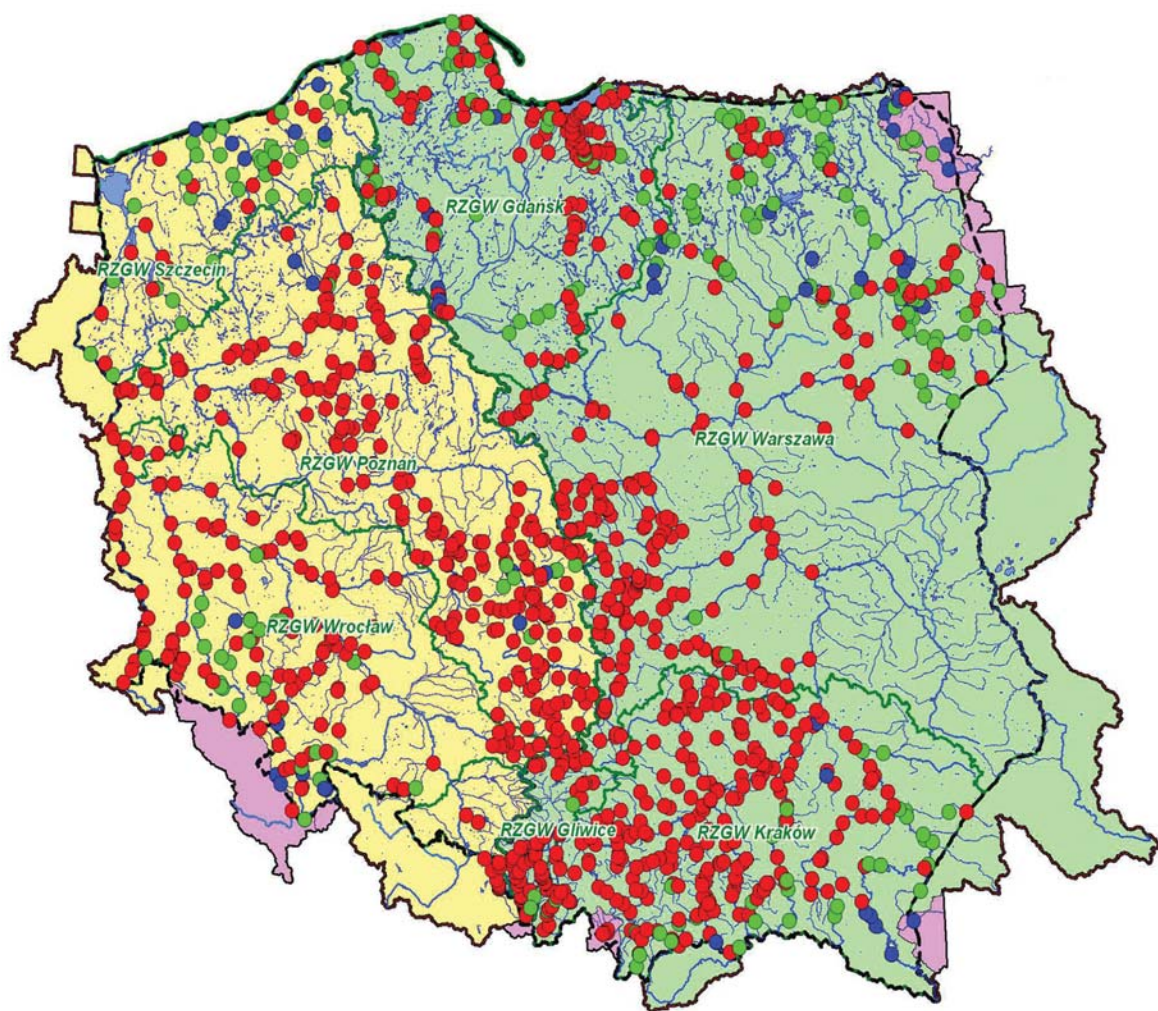 RZGW Gdańsk
RZGW Szczecin
RZGW Warszawa
RZGW Poznań
RZGW Wrocław
RZGW Gliwice
RZGW Kraków